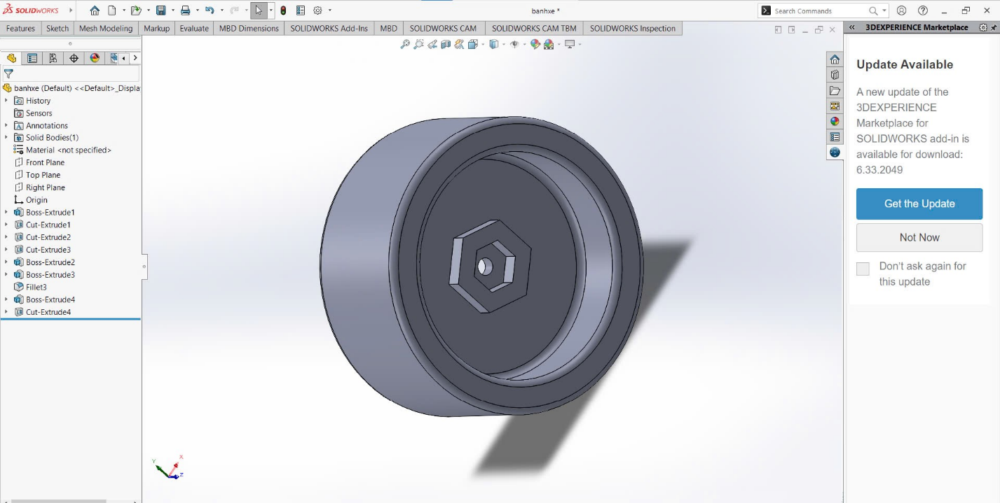 SOLIDWORKS
banhxe *
Search Commands
Features Sketch Mesh Modeling Markup Evaluate MBD Dimensions SOLIDWORKS Add-Ins MBD SOLIDWORKS CAM SOLIDWORKS CAM TBM SOLIDWORKS Inspection
3DEXPERIENCE Marketplace
banhxe (Default) <<Default>_Displa
History
Sensors
Annotations
Solid Bodies(1)
Material <not specified>
Front Plane
Top Plane
Right Plane
Origin
Boss-Extrude1
Cut-Extrude1
Cut-Extrude2
Cut-Extrude3
Boss-Extrude2
Boss-Extrude3
Fillet3
Boss-Extrude4
Cut-Extrude4
Y
X
Z
Update Available
A new update of the
3DEXPERIENCE
Marketplace for
SOLIDWORKS add-in is
available for download:
6.33.2049
Get the Update
Not Now
Don't ask again for
this update